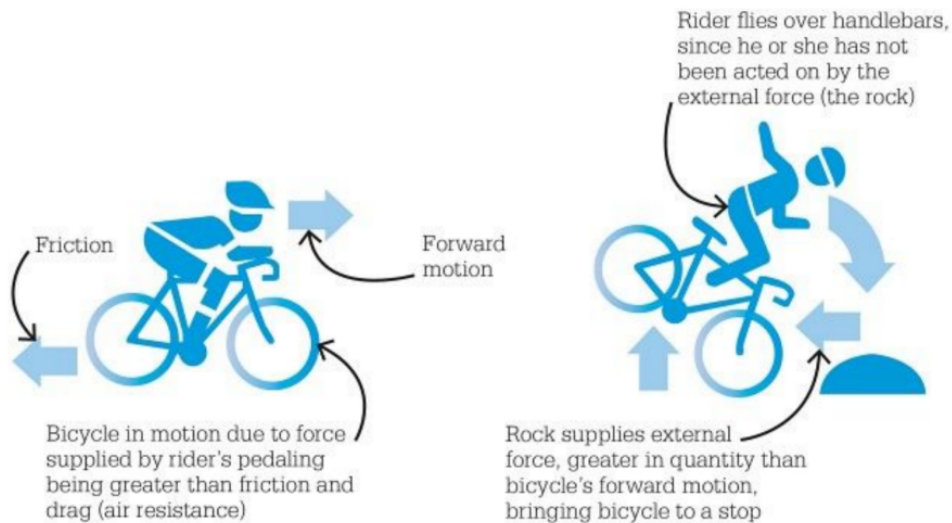 Rider flies over handlebars,
since he or she has not
been acted on by the
external force (the rock)
Friction
Forward
motion
Bicycle in motion due to force
supplied by rider's pedaling
being greater than friction and
drag (air resistance)
Rock supplies external
force, greater in quantity than
bicycle's forward motion,
bringing bicycle to a stop